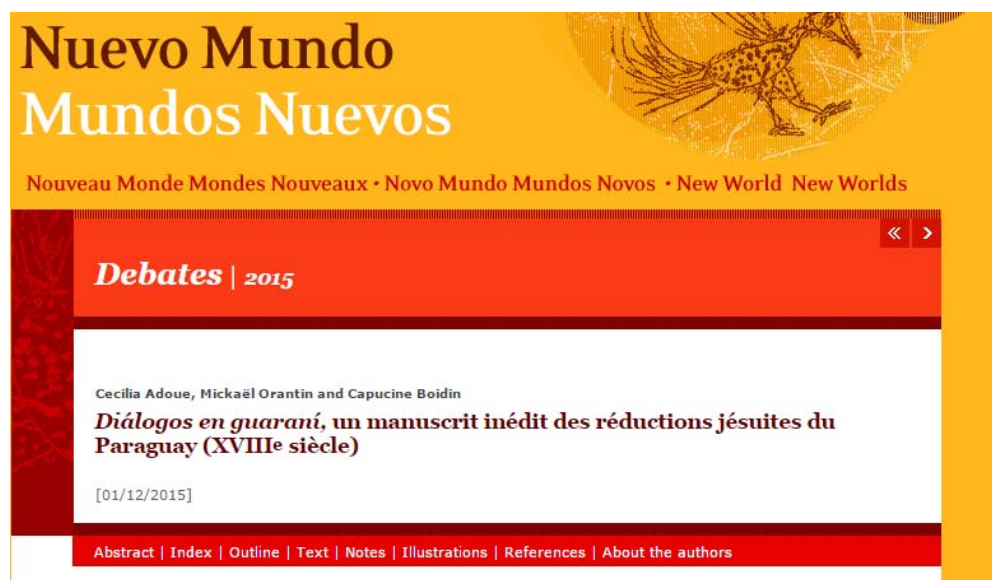 Nuevo Mundo
Mundos Nuevos
Nouveau Monde Mondes Nouveaux • Novo Mundo Mundos Novos • New World New Worlds
« ›
Debates | 2015
Cecilia Adoue, Mickaël Orantin and Capucine Boidin
Diálogos en guaraní, un manuscrit inédit des réductions jésuites du
Paraguay (XVIIIe siècle)
[01/12/2015]
Abstract | Index | Outline | Text | Notes | Illustrations | References | About the authors